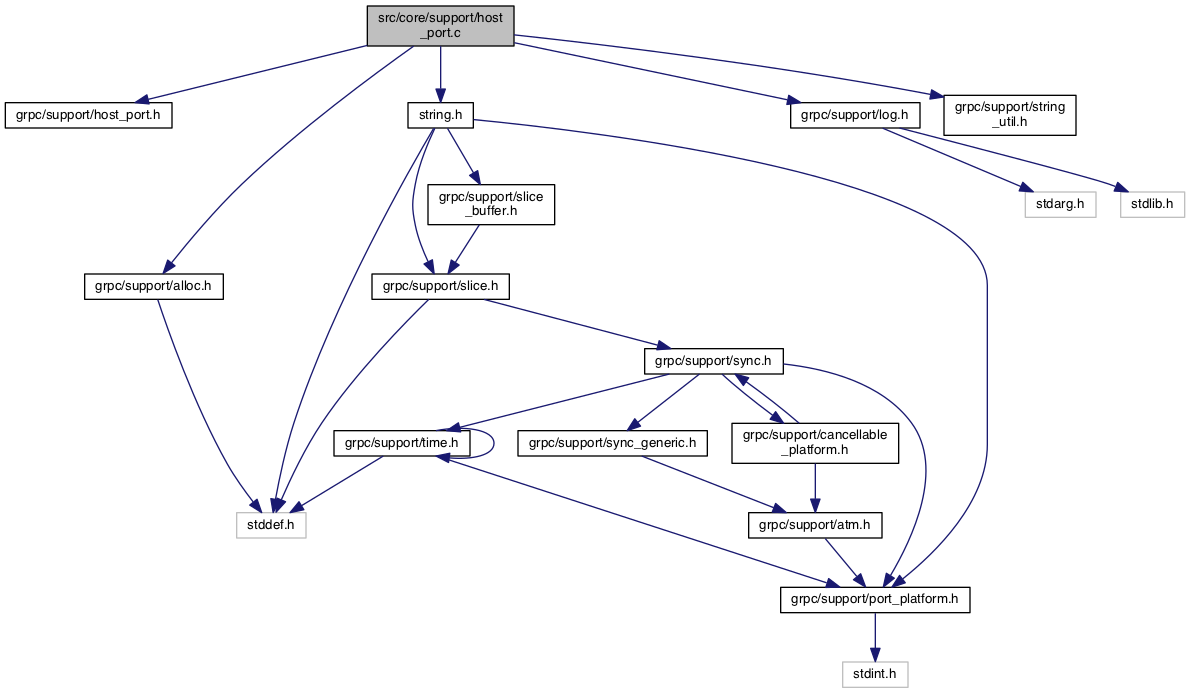 src/core/support/host
_port.c
grpc/support/host_port.h
string.h
grpc/support/log.h
grpc/support/string
_util.h
grpc/support/slice
_buffer.h
stdarg.h
stdlib.h
grpc/support/alloc.h
grpc/support/slice.h
grpc/support/sync.h
grpc/support/time.h
grpc/support/sync_generic.h
grpc/support/cancellable
_platform.h
stddef.h
grpc/support/atm.h
grpc/support/port_platform.h
stdint.h